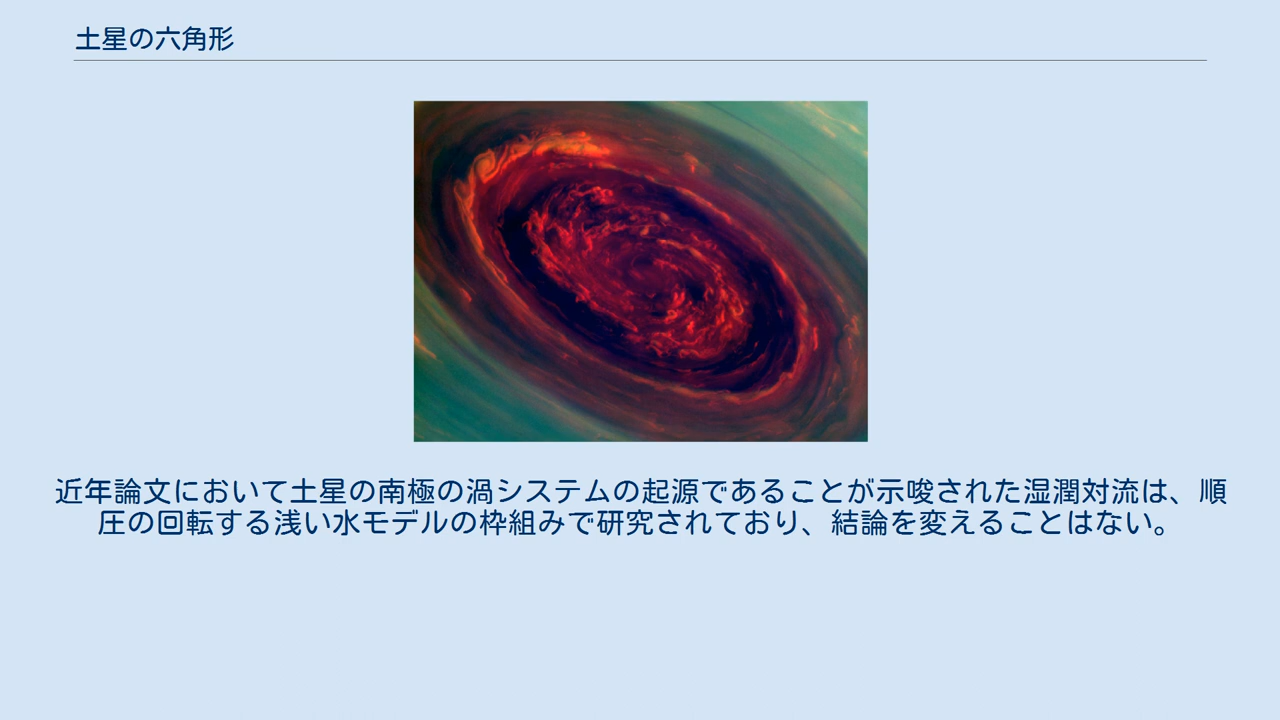 土星の六角形
近年論文において土星の南極の渦システムの起源であることが示唆された湿潤対流は、順
圧の回転する浅い水モデルの枠組みで研究されており、結論を変えることはない。